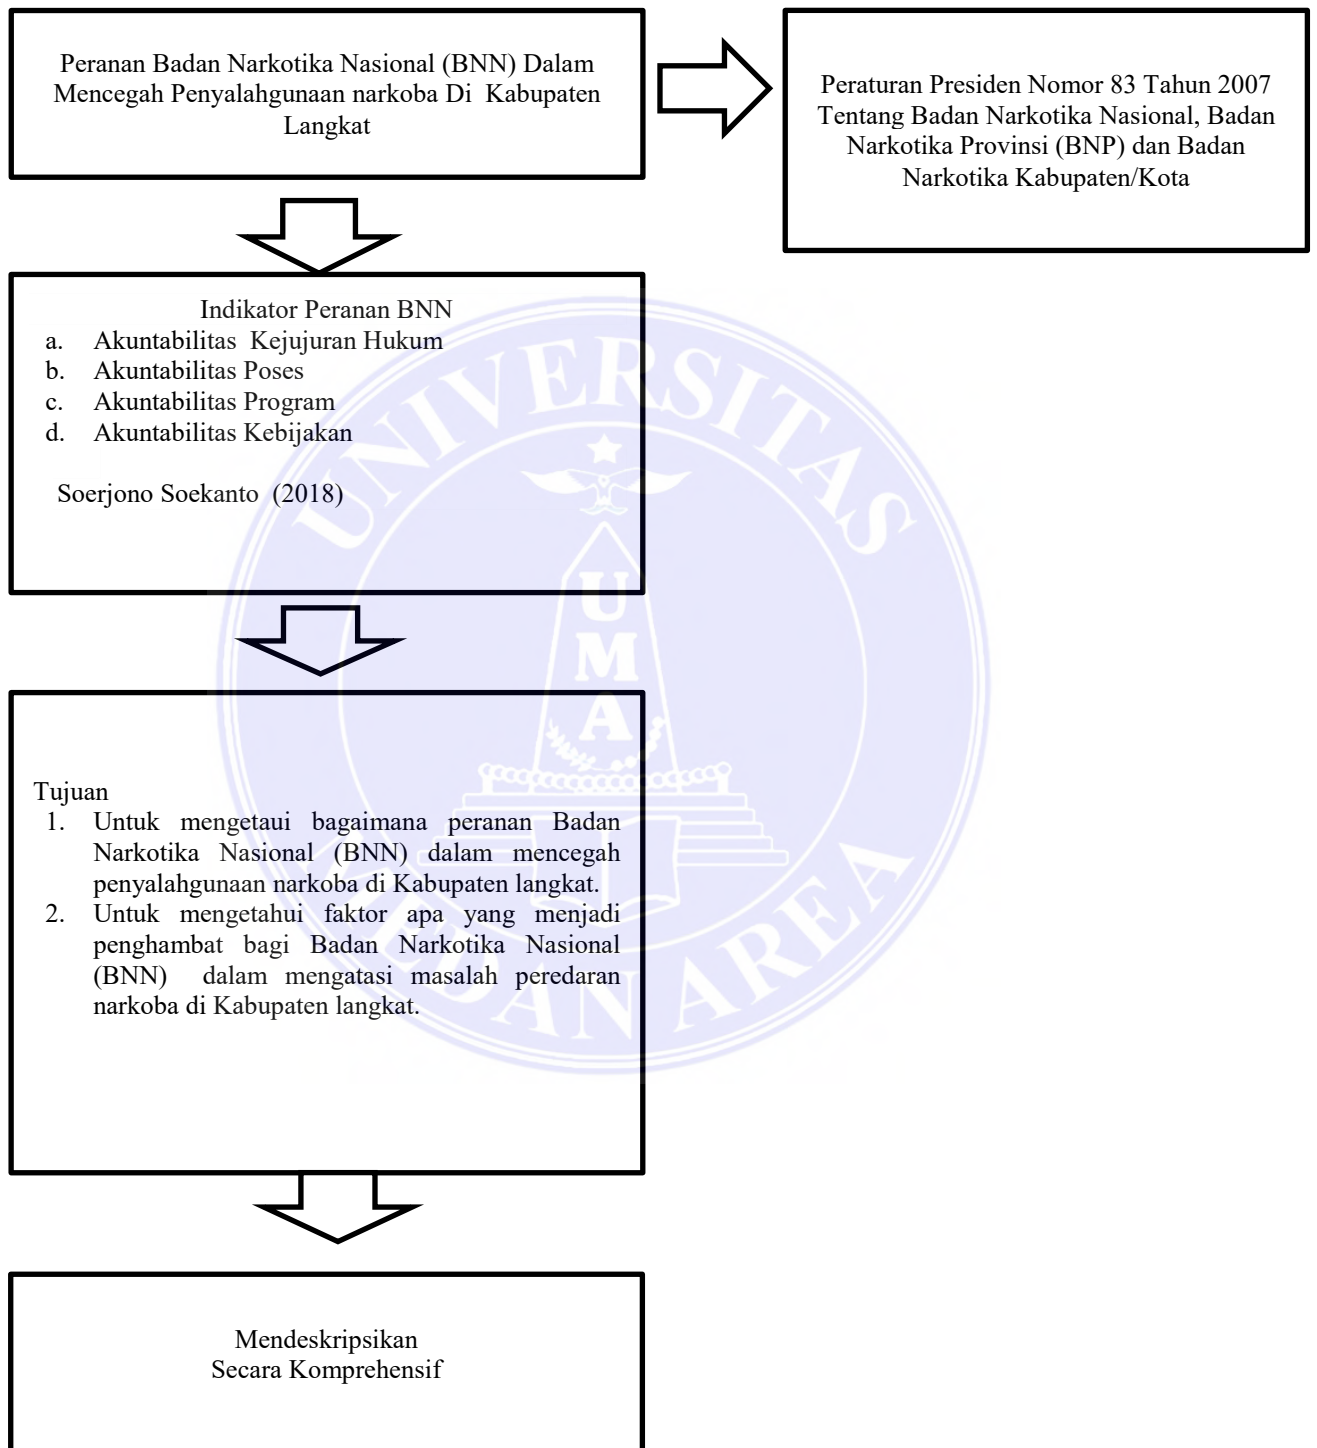 Peranan Badan Narkotika Nasional (BNN) Dalam
Mencegah Penyalahgunaan narkoba Di Kabupaten
Langkat
Peraturan Presiden Nomor 83 Tahun 2007
Tentang Badan Narkotika Nasional, Badan
Narkotika Provinsi (BNP) dan Badan
Narkotika Kabupaten/Kota
Indikator Peranan BNN
a. Akuntabilitas Kejujuran Hukum
b. Akuntabilitas Poses
c. Akuntabilitas Program
d. Akuntabilitas Kebijakan
Soerjono Soekanto (2018)
Tujuan
1. Untuk mengetaui bagaimana peranan Badan
Narkotika Nasional (BNN) dalam mencegah
penyalahgunaan narkoba di Kabupaten langkat.
2. Untuk mengetahui faktor apa yang menjadi
penghambat bagi Badan Narkotika Nasional
(BNN) dalam mengatasi masalah peredaran
narkoba di Kabupaten langkat.
Mendeskripsikan
Secara Komprehensif
UNIVERSITAS
UMA
MEDAN AREA